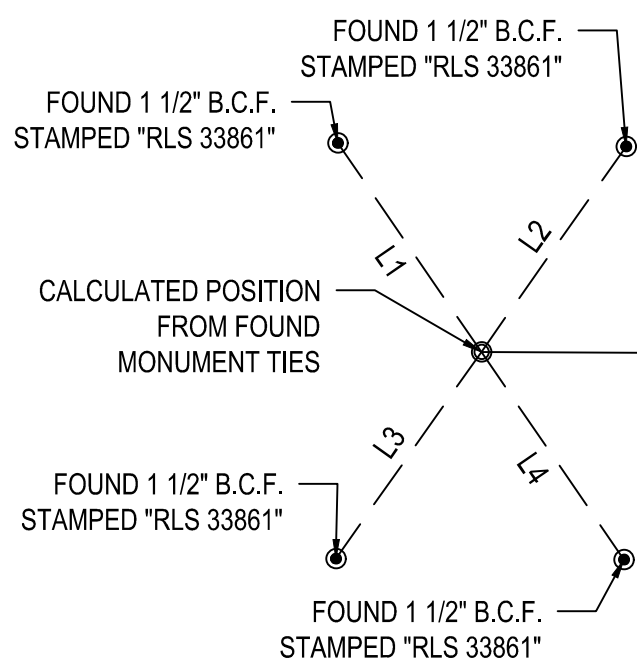 FOUND 1 1/2" B.C.F.
STAMPED "RLS 33861"
FOUND 1 1/2" B.C.F.
STAMPED "RLS 33861"
L1
L2
CALCULATED POSITION
FROM FOUND
MONUMENT TIES
L3
L4
FOUND 1 1/2" B.C.F.
STAMPED "RLS 33861"
FOUND 1 1/2" B.C.F.
STAMPED "RLS 33861"